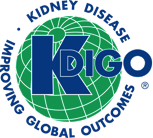 KIDNEY DISEASE
IMPROVING GLOBAL OUTCOMES ®
KDIGO